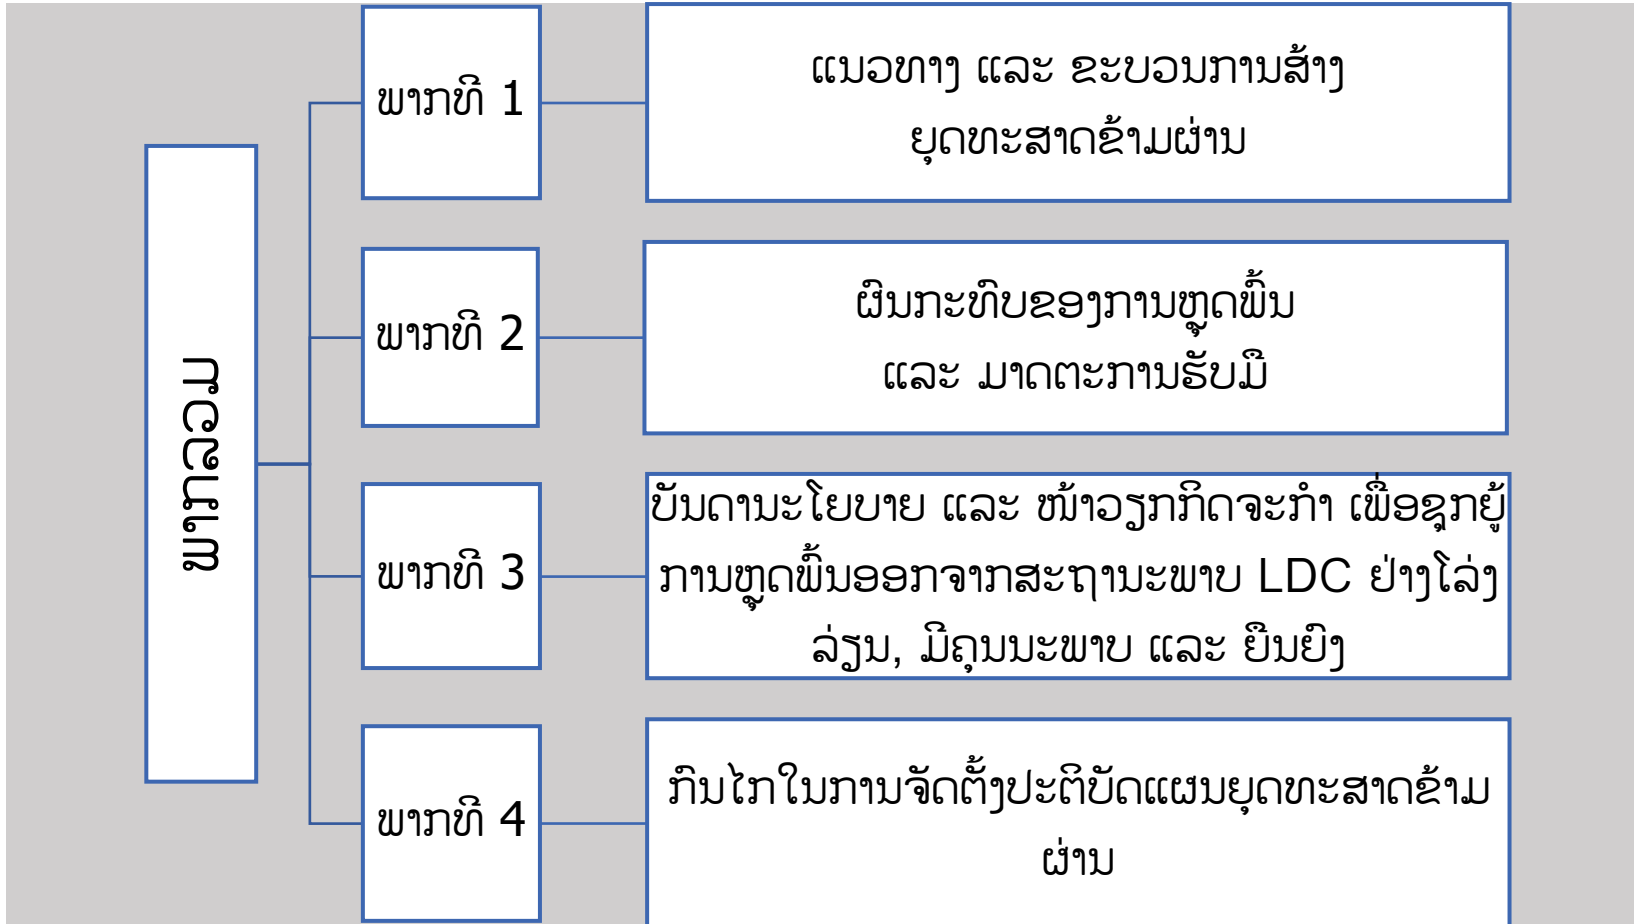 ພາກລວມ
ພາກທີ 1
ແນວທາງ ແລະ ຂະບວນການສ້າງ
ຍຸດທະສາດຂ້າມຜ່ານ
ພາກທີ 2
ຜົນກະທົບຂອງການຫຼຸດພົ້ນ
ແລະ ມາດຕະການຮັບມື
ພາກທີ 3
ບັນດານະໂຍບາຍ ແລະ ໜ້າວຽກກິດຈະກຳ ເພື່ອຊຸກຍູ້
ການຫຼຸດພົ້ນອອກຈາກສະຖານະພາບ LDC ຢ່າງໂລ່ງ
ລ່ຽນ, ມີຄຸນນະພາບ ແລະ ຍືນຍົງ
ພາກທີ 4
ກົນໄກໃນການຈັດຕັ້ງປະຕິບັດແຜນຍຸດທະສາດຂ້າມ
ຜ່ານ